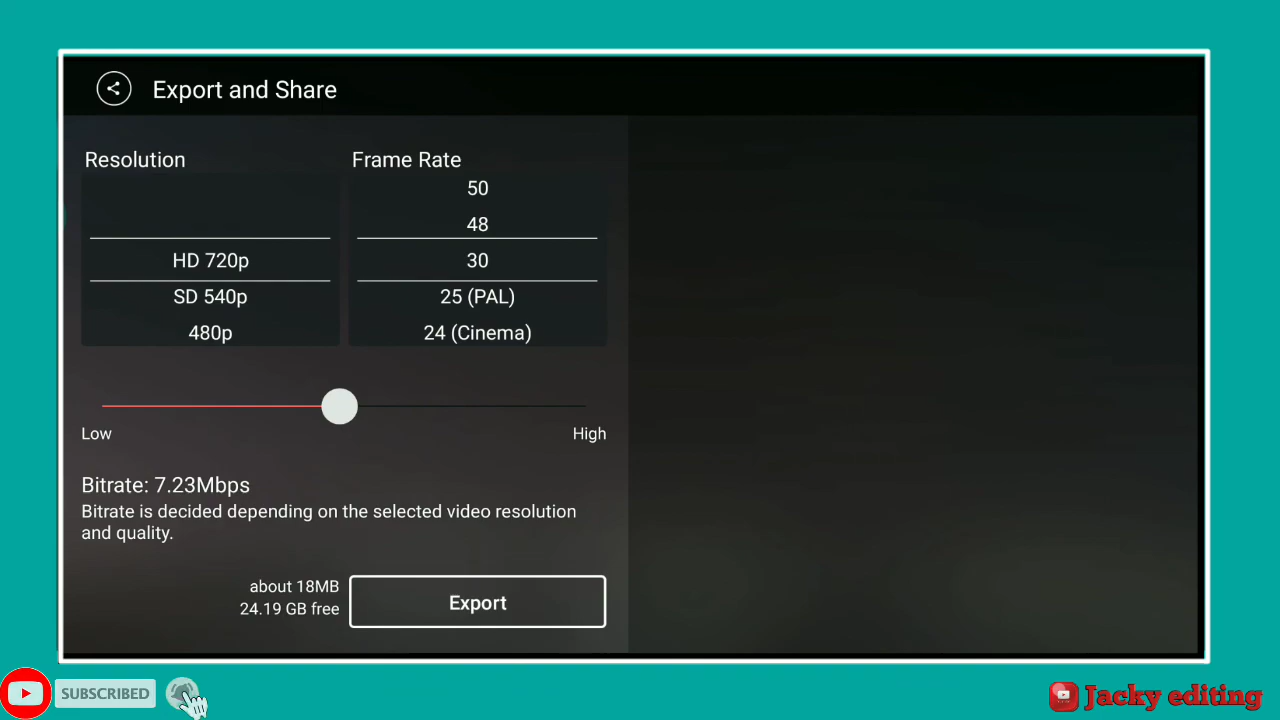 Export and Share
Resolution
Frame Rate
50
48
HD 720p
30
SD 540p
25 (PAL)
480p
24 (Cinema)
Low
High
Bitrate: 7.23Mbps
Bitrate is decided depending on the selected video resolution
and quality.
about 18MB
24.19 GB free
Export
SUBSCRIBED
Jacky editing